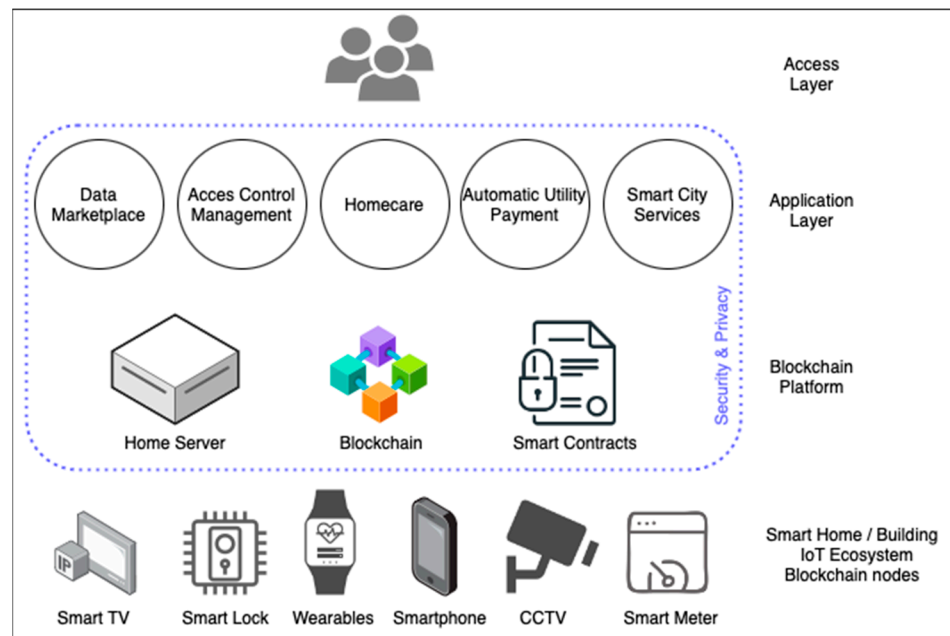 Access
Layer
Data
Marketplace
Acces Control
Management
Homecare
Automatic Utility
Payment
Smart City
Services
Application
Layer
Security & Privacy
Home Server
Blockchain
Smart Contracts
Blockchain
Platform
IP
Smart TV
Smart Lock
Wearables
Smartphone
CCTV
Smart Meter
Smart Home / Building
IoT Ecosystem
Blockchain nodes